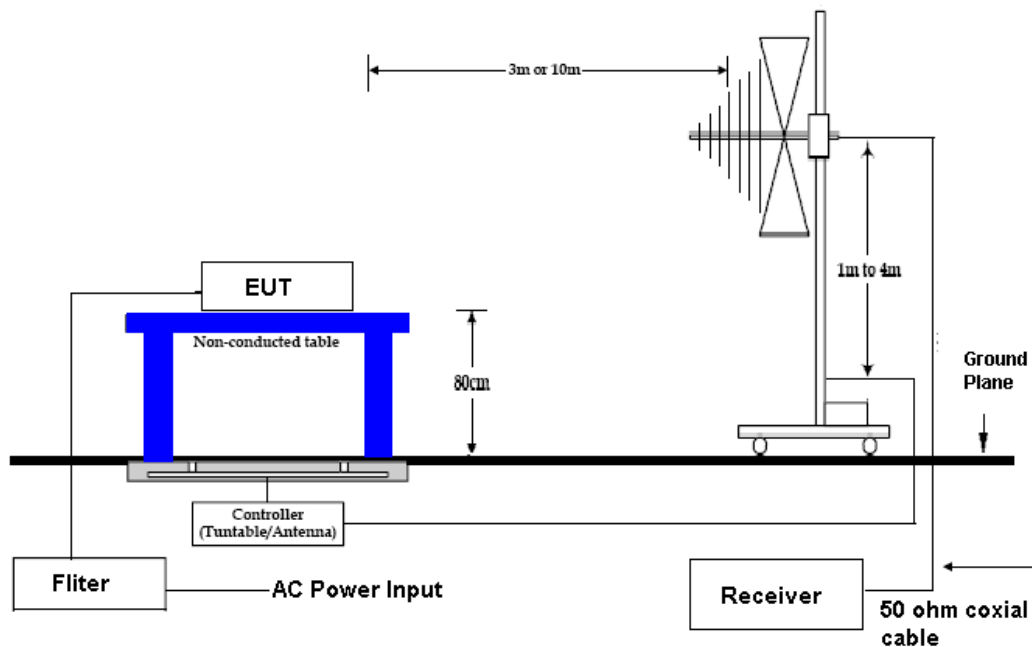 3m or 10m
EUT
1m to 4m
Non-conducted table
80cm
Ground
Plane
Controller
(Tuntable/Antenna)
Fliter
AC Power Input
Receiver
50 ohm coxial
cable